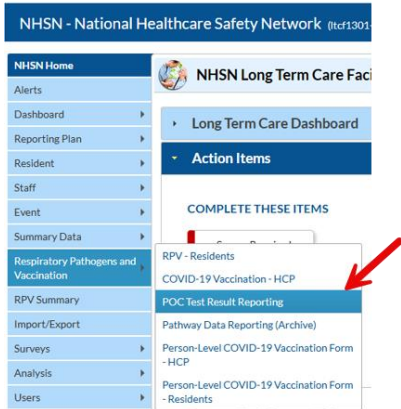 NHSN - National Healthcare Safety Network (ltcf1301-
NHSN Home
Alerts
Dashboard
Reporting Plan
Resident
Staff
Event
Summary Data
Respiratory Pathogens and
Vaccination
RPV Summary
Import/Export
Surveys
Analysis
Users
NHSN Long Term Care Faci
Long Term Care Dashboard
Action Items
COMPLETE THESE ITEMS
RPV - Residents
COVID-19 Vaccination - HCP
POC Test Result Reporting
Pathway Data Reporting (Archive)
Person-Level COVID-19 Vaccination Form
- HCP
Person-Level COVID-19 Vaccination Form
- Residents